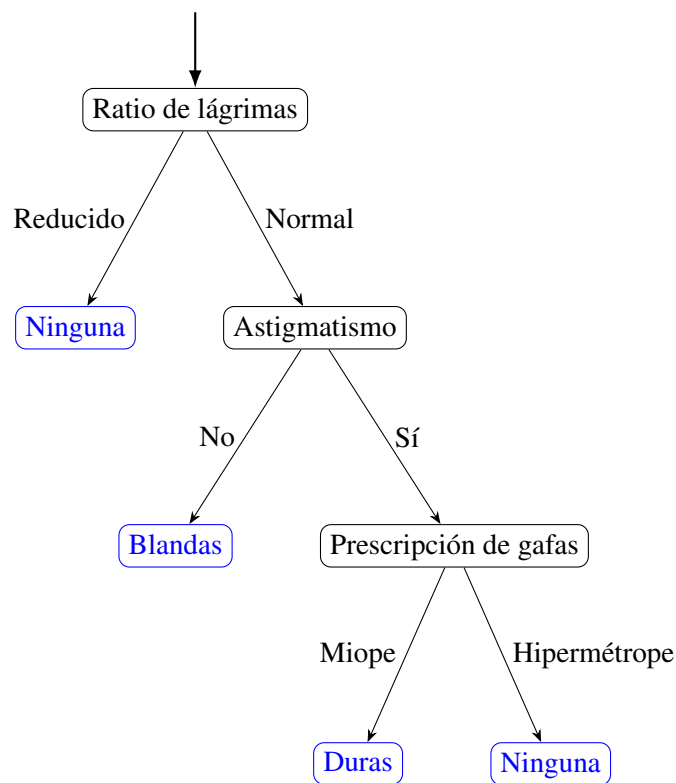 Ratio de lágrimas
Reducido
Normal
Ninguna
Astigmatismo
No
Sí
Blandas
Prescripción de gafas
Miope
Hipermétrope
Duras
Ninguna